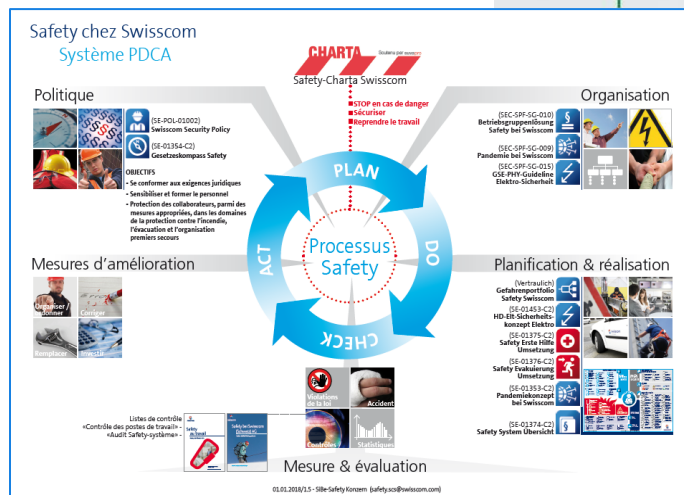 Safety chez Swisscom
Système PDCA
CHARTA
Safety-Charta Swisscom
STOP en cas de danger
Sécuriser
Reprendre le travail
Politique
(SE-POL-01002)
Swisscom Security Policy
(SE-01354-C2)
Gesetzeskompass Safety
OBJECTIFS
- Se conformer aux exigences juridiques
- Sensibiliser et former le personnel
- Protection des collaborateurs, parmi des
mesures appropriées, dans les domaines
de la protection contre l'incendie,
l'évacuation et l'organisation
premiers secours
Organisation
(SEC-SPF-SG-010)
Betriebsgruppenlösung
Safety bei Swisscom
(SEC-SPF-SG-009)
Pandemie bei Swisscom
(SEC-SPF-SG-015)
GSE-PHY-Guideline
Elektro-Sicherheit
PLAN
DO
CHECK
ACT
Processus
Safety
Mesures d'amélioration
Organiser /
ordonner
Corriger
Remplacer
Investir
Planification & réalisation
(Vertraulich)
Gefahrenportfolio
Safety Swisscom
(SE-01453-C2)
HD-Elt-Sicherheits-
konzept Elektro
(SE-01375-C2)
Safety Erste Hilfe
Umsetzung
(SE-01376-C2)
Safety Evakuierung
Umsetzung
(SE-01353-C2)
Pandemiekonzept
bei Swisscom
(SE-01374-C2)
Safety System Übersicht
Violations
de la loi
Accident
Contrôles
Statistiques
Listes de contrôle
«Contrôle des postes de travail» -
«Audit Safety-système» -
Mesure & évaluation
01.01.2018/1.5 - SiBe-Safety Konzern (safety.scs@swisscom.com)